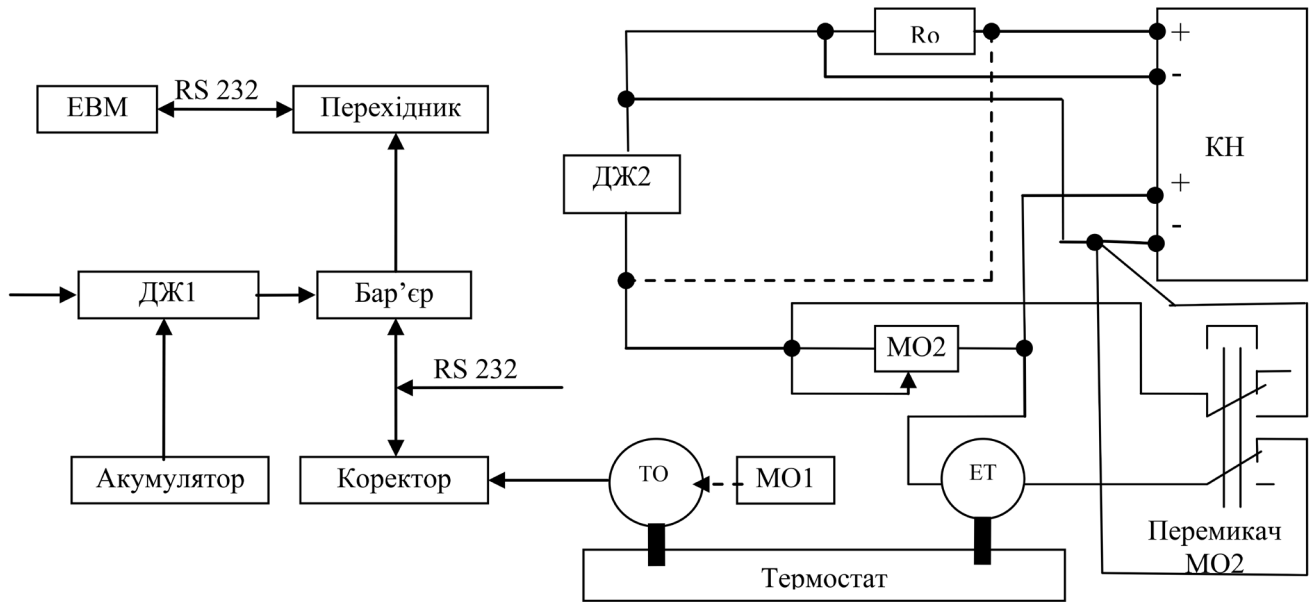 Rо
+
-
RS 232
ЕВМ
Перехідник
КН
ДЖ2
+
-
ДЖ1
Бар’єр
МО2
RS 232
Акумулятор
Коректор
ТО
МО1
ЕТ
Перемикач
МО2
Термостат